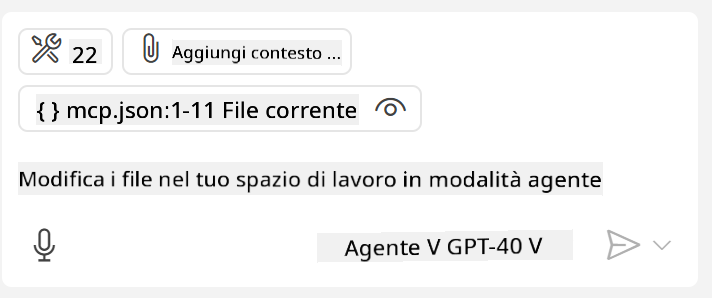 22
Aggiungi contesto ...
{ } mcp.json:1-11 File corrente
Modifica i file nel tuo spazio di lavoro in modalità agente
Agente V GPT-40 V